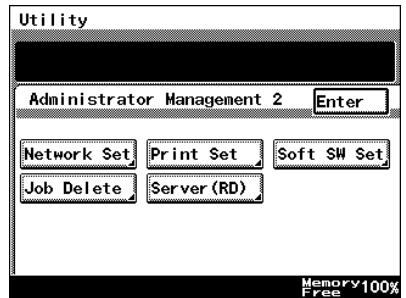 Utility
Administrator Management 2 Enter
Network Set Print Set Soft SW Set
Job Delete Server(RD)
Memory Free 100%